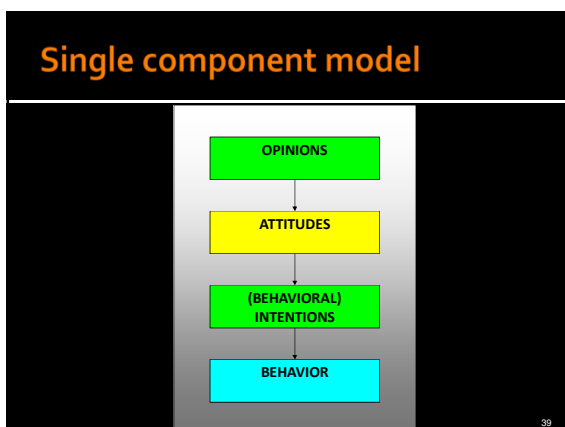 Single component model
OPINIONS
ATTITUDES
(BEHAVIORAL)
INTENTIONS
BEHAVIOR
39